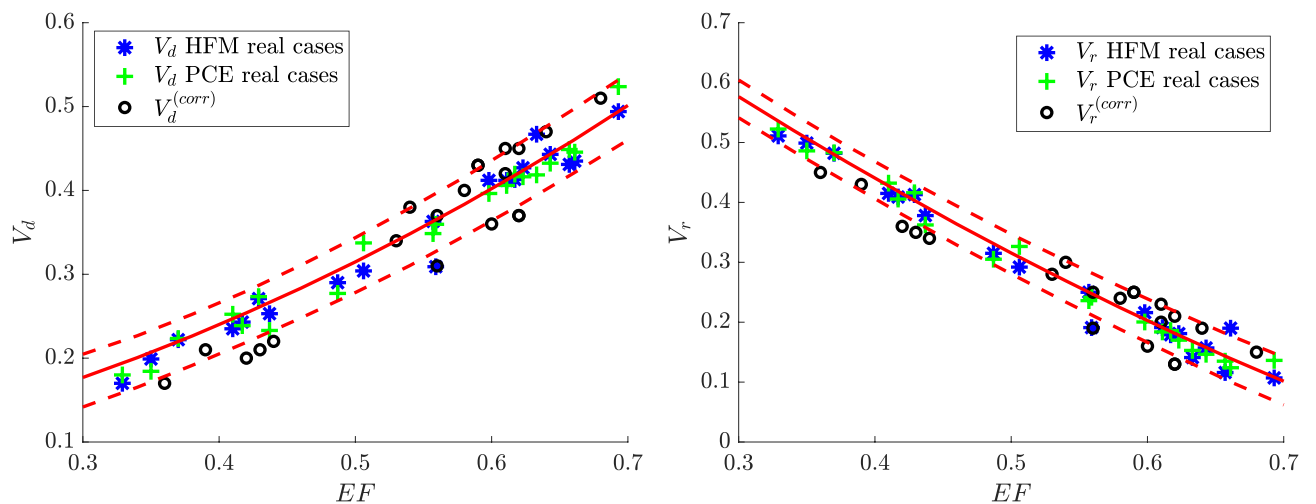 0.6
0.5
0.4
0.3
0.2
0.1
V_d
V_d HFM real cases
V_d PCE real cases
V_d^{(corr)}
0.3 0.4 0.5 0.6 0.7
EF
0.7
0.6
0.5
0.4
0.3
0.2
0.1
0
V_r
V_r HFM real cases
V_r PCE real cases
V_r^{(corr)}
0.3 0.4 0.5 0.6 0.7
EF